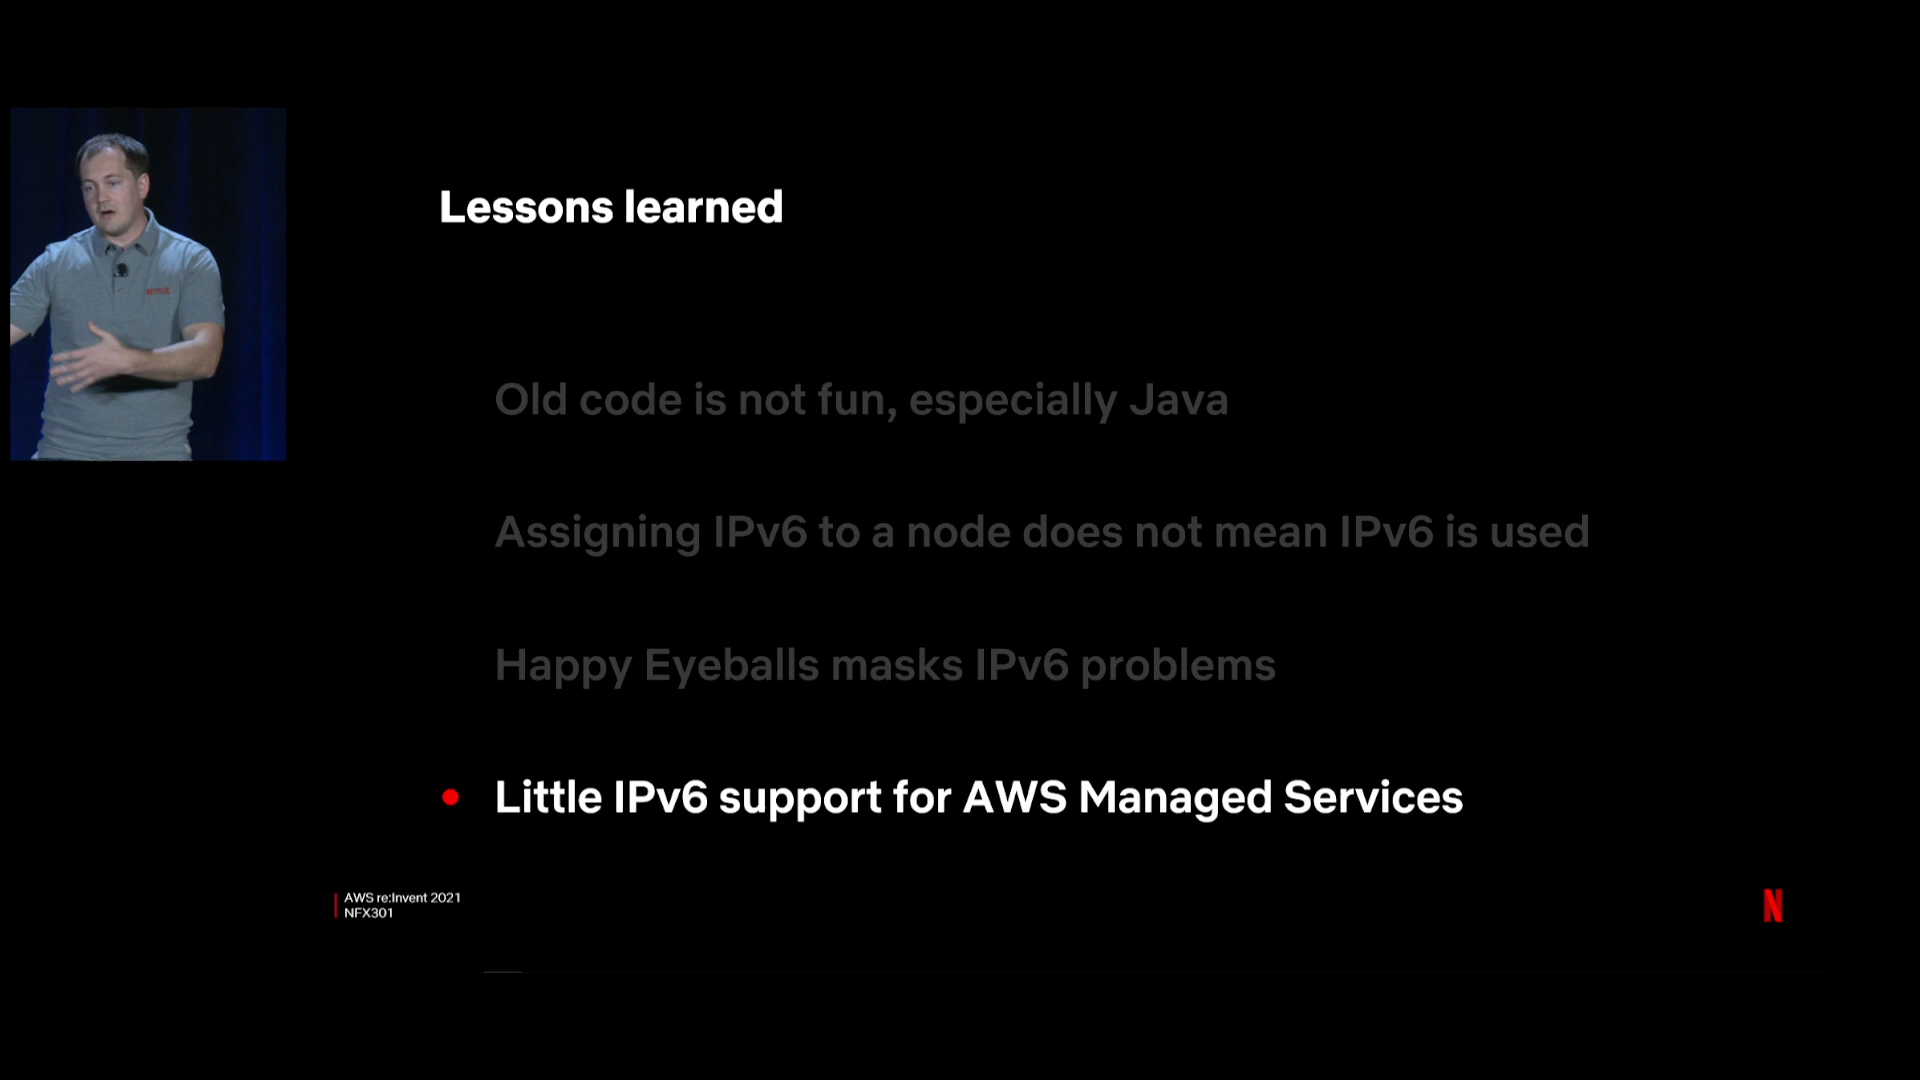 Lessons learned
Old code is not fun, especially Java
Assigning IPv6 to a node does not mean IPv6 is used
Happy Eyeballs masks IPv6 problems
Little IPv6 support for AWS Managed Services
AWS re:Invent 2021
NFX301
N
NETFLIX